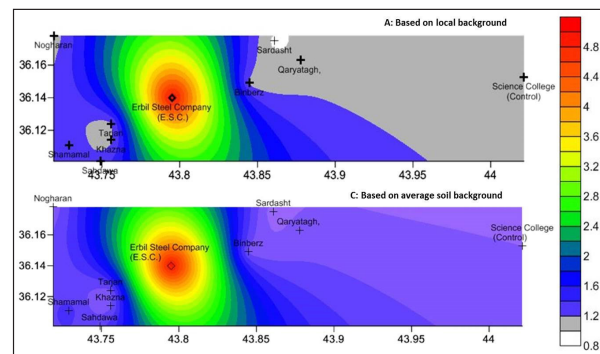 A: Based on local background
Nogharan
Sardasht
Qaryatagh,
36.16
Binberz
Science College
(Control)
36.14
Erbil Steel Company
(E.S.C.)
36.12
Tarjan
Khazna
Shamamal
Sahdawa
43.75
43.8
43.85
43.9
43.95
44
C: Based on average soil background
Nogharan
Sardasht
Qaryatagh,
36.16
Science College
(Control)
Erbil Steel Company
(E.S.C.)
Binberz
36.14
Tarjan
36.12
Khazna
Shamamal
Sahdawa
43.75
43.8
43.85
43.9
43.95
44
4.8
4.4
4
3.6
3.2
2.8
2.4
2
1.6
1.2
0.8